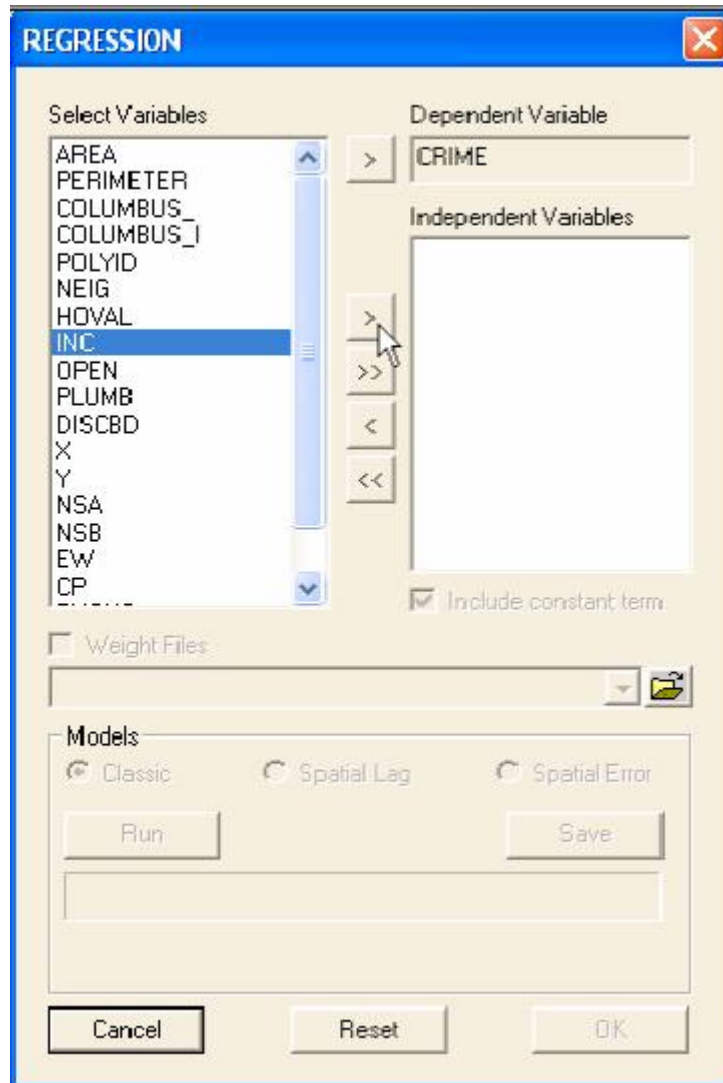 REGRESSION
Select Variables
AREA
PERIMETER
COLUMBUS_
COLUMBUS_I
POLYID
NEIG
HOVAL
INC
OPEN
PLUMB
DISCBD
X
Y
NSA
NSB
EW
CP
>
Dependent Variable
CRIME
Independent Variables
>
>>
<
<<
Include constant term
Weight Files
Models
Classic Spatial Lag Spatial Error
Run Save
Cancel Reset OK